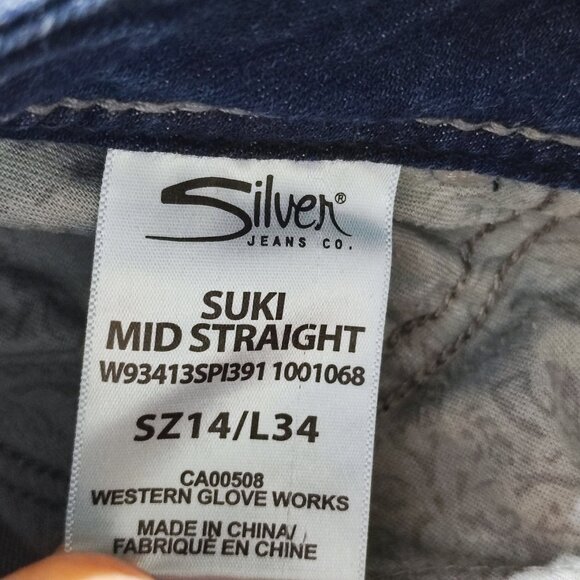 Silver®
JEANS CO.
SUKI
MID STRAIGHT
W93413SPI391 1001068
SZ14/L34
CA00508
WESTERN GLOVE WORKS
MADE IN CHINA/
FABRIQUÉ EN CHINE